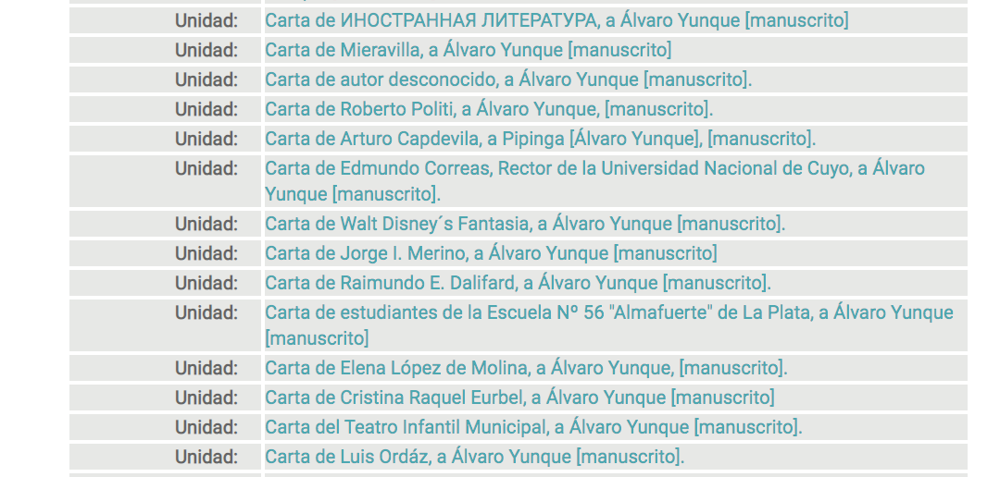 Unidad: Carta de ИНОСТРАННАЯ ЛИТЕРАТУРА, a Álvaro Yunque [manuscrito]
Unidad: Carta de Mieravilla, a Álvaro Yunque [manuscrito]
Unidad: Carta de autor desconocido, a Álvaro Yunque [manuscrito].
Unidad: Carta de Roberto Politi, a Álvaro Yunque, [manuscrito].
Unidad: Carta de Arturo Capdevila, a Pipinga [Álvaro Yunque], [manuscrito].
Unidad: Carta de Edmundo Correas, Rector de la Universidad Nacional de Cuyo, a Álvaro
Yunque [manuscrito].
Unidad: Carta de Walt Disney´s Fantasia, a Álvaro Yunque [manuscrito].
Unidad: Carta de Jorge I. Merino, a Álvaro Yunque [manuscrito]
Unidad: Carta de Raimundo E. Dalifard, a Álvaro Yunque [manuscrito].
Unidad: Carta de estudiantes de la Escuela Nº 56 "Almafuerte" de La Plata, a Álvaro Yunque
[manuscrito]
Unidad: Carta de Elena López de Molina, a Álvaro Yunque, [manuscrito].
Unidad: Carta de Cristina Raquel Eurbel, a Álvaro Yunque [manuscrito]
Unidad: Carta del Teatro Infantil Municipal, a Álvaro Yunque [manuscrito].
Unidad: Carta de Luis Ordáz, a Álvaro Yunque [manuscrito].